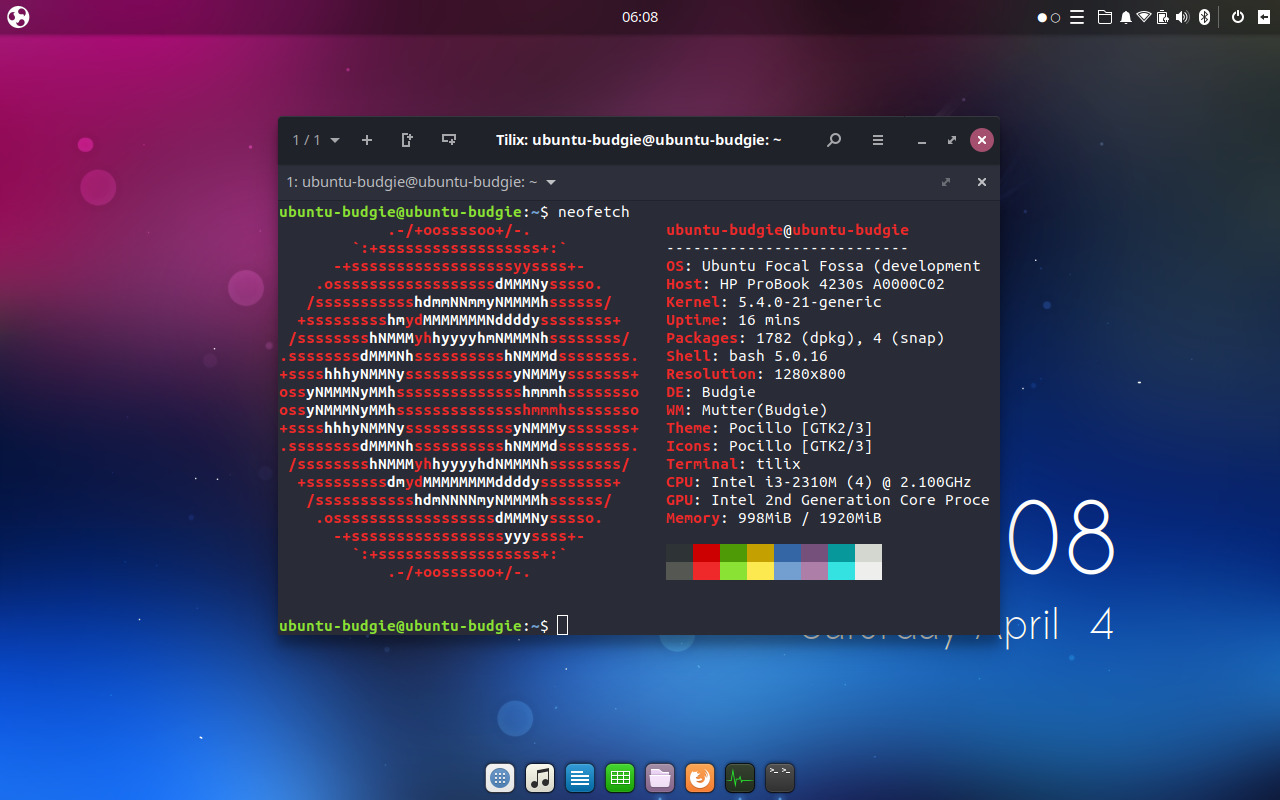 06:08
1 / 1
Tilix: ubuntu-budgie@ubuntu-budgie: ~
1: ubuntu-budgie@ubuntu-budgie: ~
ubuntu-budgie@ubuntu-budgie:~$ neofetch
.-/+oossssoo+/-. ubuntu-budgie@ubuntu-budgie
`:+ssssssssssssssssss+:` ---------------------------
-+ssssssssssssssssssyyssss+- OS: Ubuntu Focal Fossa (development
.ossssssssssssssssssdMMMNysssso. Host: HP ProBook 4230s A0000C02
/ssssssssssshdmmNNmmyNMMMMhssssss/ Kernel: 5.4.0-21-generic
+ssssssssshmydMMMMMMMNddddyssssssss+ Uptime: 16 mins
/sssssssshNMMMyhhyyyyhmNMMMNhssssssss/ Packages: 1782 (dpkg), 4 (snap)
.ssssssssdMMMNhsssssssssshNMMMdssssssss. Shell: bash 5.0.16
+sssshhhyNMMNyssssssssssssyNMMMysssssss+ Resolution: 1280x800
ossyNMMMNyMMhsssssssssssssshmmmhssssssso DE: Budgie
ossyNMMMNyMMhsssssssssssssshmmmhssssssso WM: Mutter(Budgie)
+sssshhhyNMMNyssssssssssssyNMMMysssssss+ Theme: Pocillo [GTK2/3]
.ssssssssdMMMNhsssssssssshNMMMdssssssss. Icons: Pocillo [GTK2/3]
/sssssssshNMMMyhhyyyyhdNMMMNhssssssss/ Terminal: tilix
+sssssssssdmydMMMMMMMMddddyssssssss+ CPU: Intel i3-2310M (4) @ 2.100GHz
/ssssssssssshdmNNNNmyNMMMMhssssss/ GPU: Intel 2nd Generation Core Proce
.ossssssssssssssssssdMMMNysssso. Memory: 998MiB / 1920MiB
-+sssssssssssssssssyyyssss+-
`:+ssssssssssssssssss+:`
.-/+oossssoo+/-.
ubuntu-budgie@ubuntu-budgie:~$
08
April 4